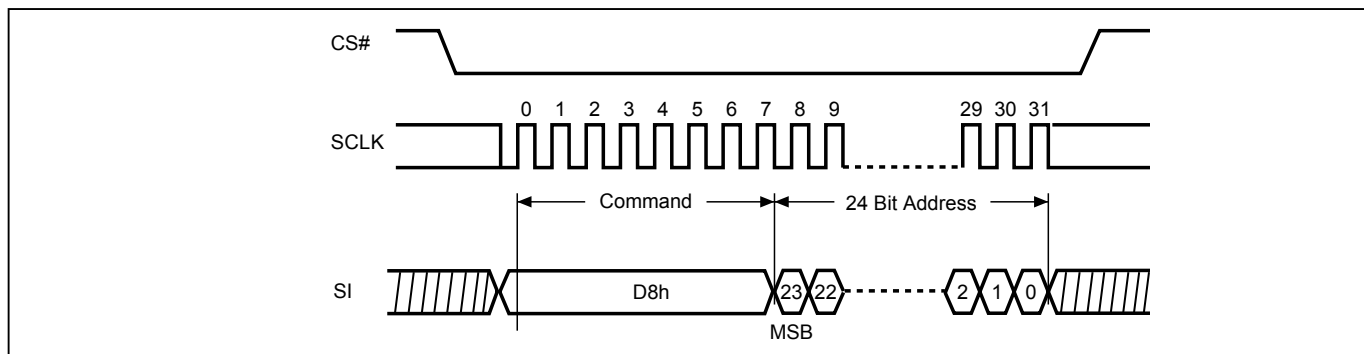 CS#
0 1 2 3 4 5 6 7 8 9 29 30 31
SCLK
Command 24 Bit Address
SI D8h 23 22 2 1 0
MSB